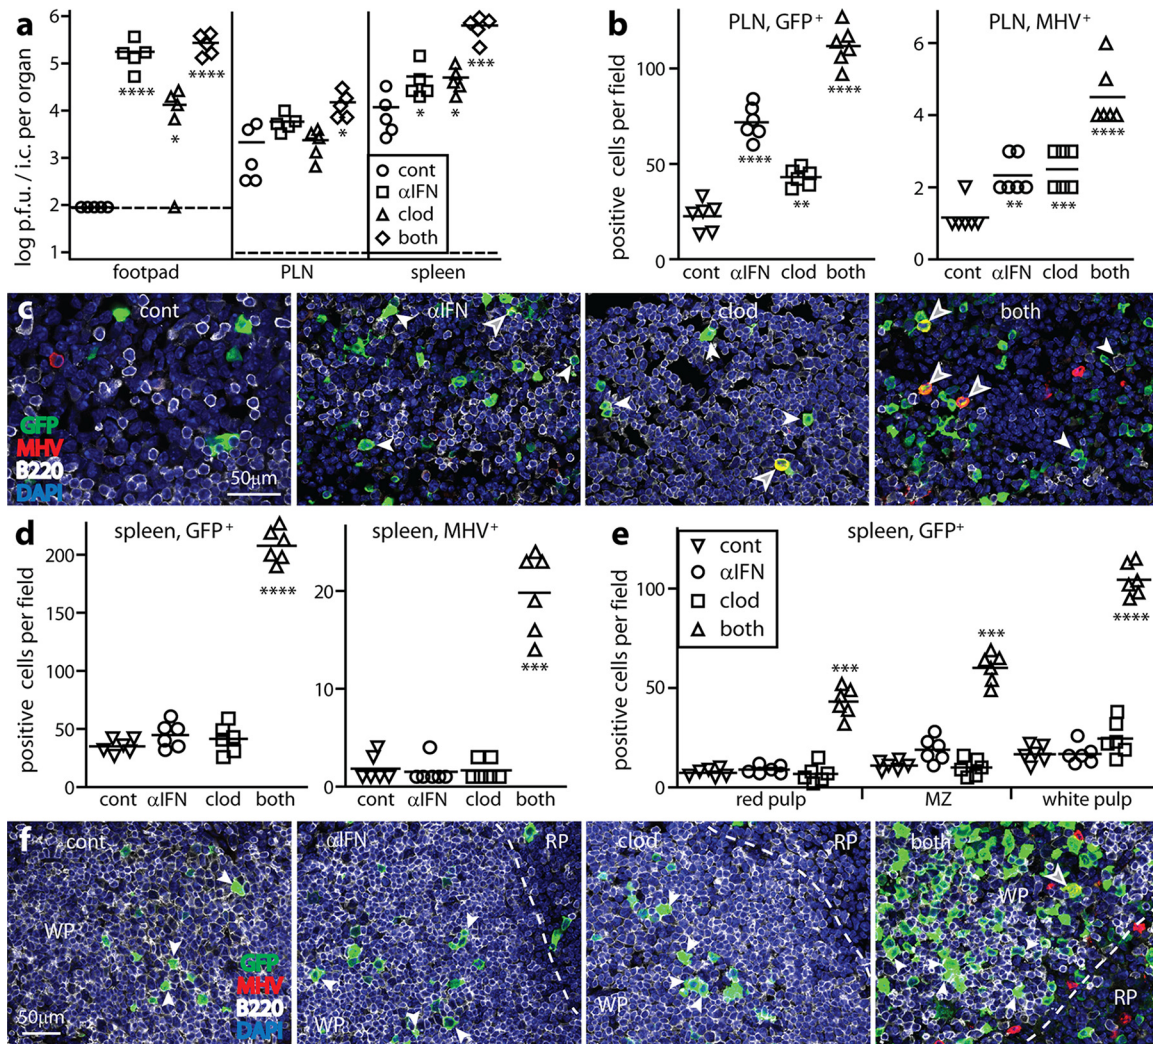 a
log p.f.u. / i.c. per organ
6
5
4
3
2
1
cont
αIFN
clod
both
footpad PLN spleen
* * * * * * * * * * * * * * * *
b
PLN, GFP+ PLN, MHV+
positive cells per field
100
50
0
6
4
2
0
**** ** **** ** *** ****
cont αIFN clod both cont αIFN clod both
c
cont αIFN clod both
GFP
MHV
B220
DAPI
50μm
d
spleen, GFP+ spleen, MHV+
positive cells per field
200
150
100
50
0
20
10
0
**** ***
cont αIFN clod both cont αIFN clod both
e
spleen, GFP+
positive cells per field
100
50
0
cont
αIFN
clod
both
*** *** ****
red pulp MZ white pulp
f
cont αIFN RP clod RP both
WP WP WP WP RP
GFP
MHV
B220
DAPI
50μm